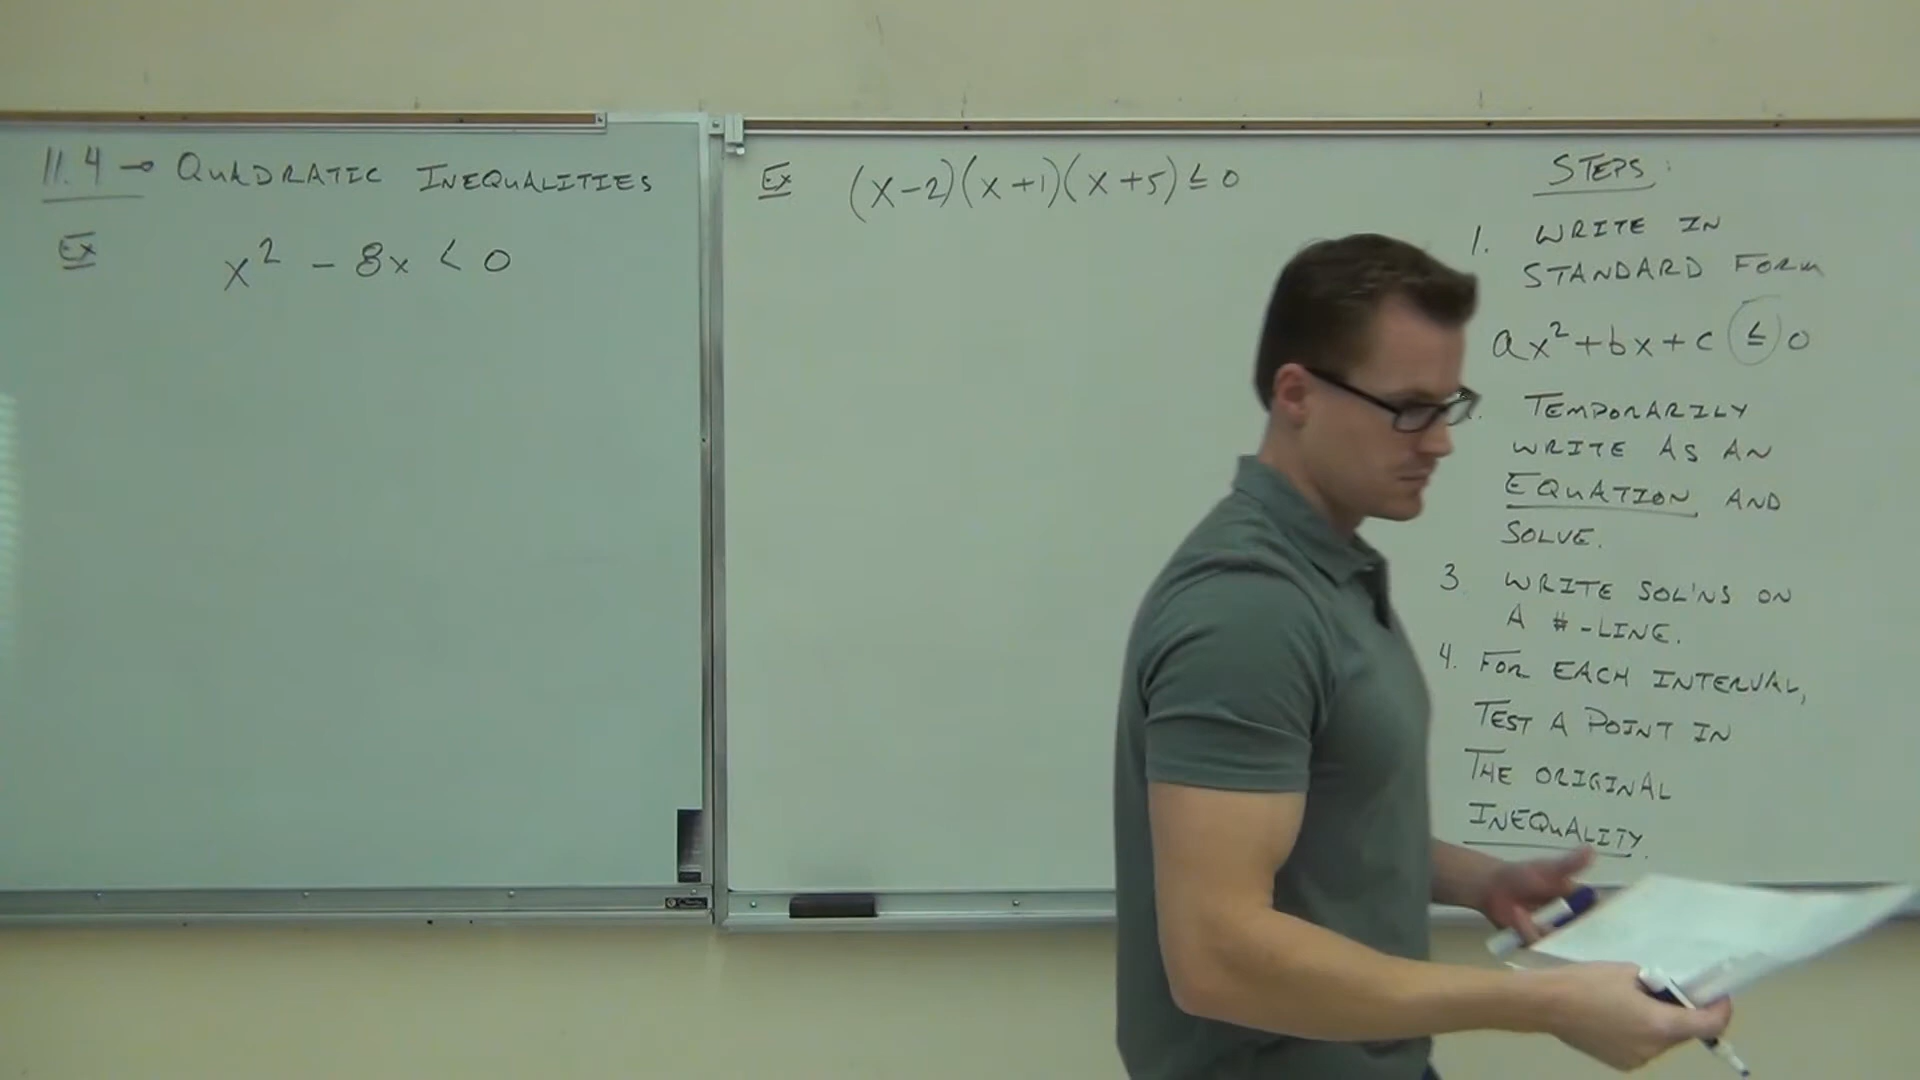 11.4 → QUADRATIC INEQUALITIES
Ex x² - 8x < 0
Ex (x-2)(x+1)(x+5) ≤ 0
STEPS:
1. WRITE IN
STANDARD FORM
ax²+bx+c ≤ 0
TEMPORARILY
WRITE AS AN
EQUATION AND
SOLVE.
3. WRITE SOL'NS ON
A #-LINE.
4. FOR EACH INTERVAL,
TEST A POINT IN
THE ORIGINAL
INEQUALITY.